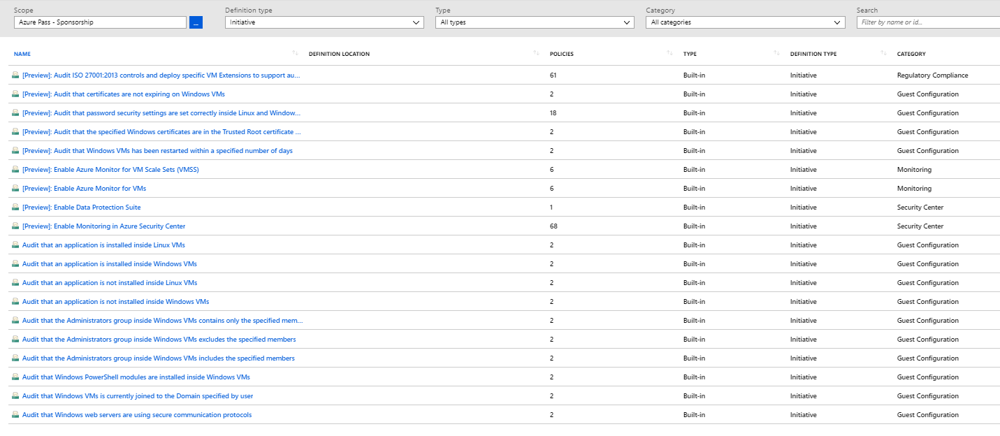 Scope Definition type Type Category Search
Azure Pass - Sponsorship ... Initiative All types All categories Filter by name or id...
NAME DEFINITION LOCATION POLICIES TYPE DEFINITION TYPE CATEGORY
[Preview]: Audit ISO 27001:2013 controls and deploy specific VM Extensions to support au... 61 Built-in Initiative Regulatory Compliance
[Preview]: Audit that certificates are not expiring on Windows VMs 2 Built-in Initiative Guest Configuration
[Preview]: Audit that password security settings are set correctly inside Linux and Window... 18 Built-in Initiative Guest Configuration
[Preview]: Audit that the specified Windows certificates are in the Trusted Root certificate ... 2 Built-in Initiative Guest Configuration
[Preview]: Audit that Windows VMs has been restarted within a specified number of days 2 Built-in Initiative Guest Configuration
[Preview]: Enable Azure Monitor for VM Scale Sets (VMSS) 6 Built-in Initiative Monitoring
[Preview]: Enable Azure Monitor for VMs 6 Built-in Initiative Monitoring
[Preview]: Enable Data Protection Suite 1 Built-in Initiative Security Center
[Preview]: Enable Monitoring in Azure Security Center 68 Built-in Initiative Security Center
Audit that an application is installed inside Linux VMs 2 Built-in Initiative Guest Configuration
Audit that an application is installed inside Windows VMs 2 Built-in Initiative Guest Configuration
Audit that an application is not installed inside Linux VMs 2 Built-in Initiative Guest Configuration
Audit that an application is not installed inside Windows VMs 2 Built-in Initiative Guest Configuration
Audit that the Administrators group inside Windows VMs contains only the specified mem... 2 Built-in Initiative Guest Configuration
Audit that the Administrators group inside Windows VMs excludes the specified members 2 Built-in Initiative Guest Configuration
Audit that the Administrators group inside Windows VMs includes the specified members 2 Built-in Initiative Guest Configuration
Audit that Windows PowerShell modules are installed inside Windows VMs 2 Built-in Initiative Guest Configuration
Audit that Windows VMs is currently joined to the Domain specified by user 2 Built-in Initiative Guest Configuration
Audit that Windows web servers are using secure communication protocols 2 Built-in Initiative Guest Configuration